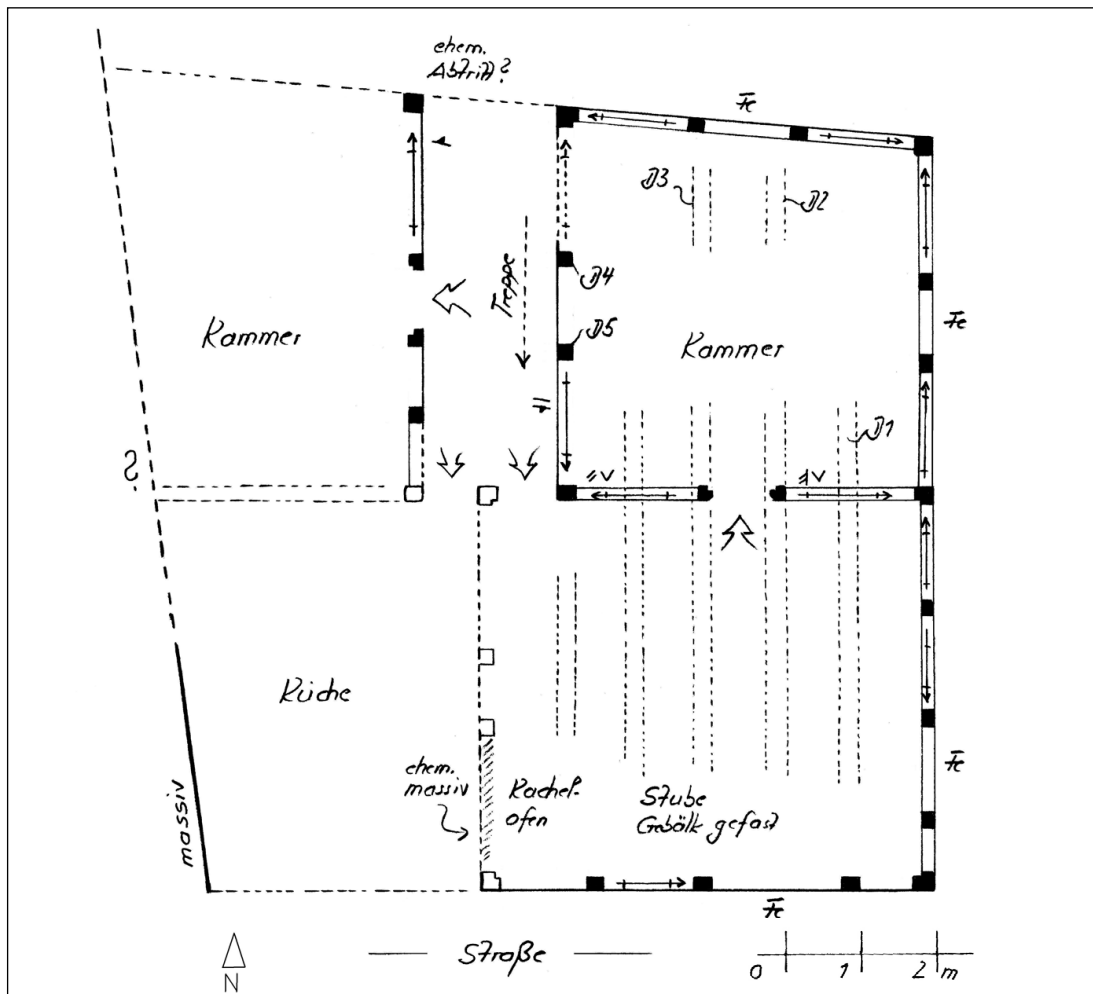 ehem.
Abtritt?
Fe
D3
D2
Treppe
D4
Kammer
D5
Kammer
Fe
D1
?
Küche
ehem.
massiv
Kachel-
ofen
Stube
Gebälk gefast
Fe
massiv
Fe
N
Straße
0 1 2 m